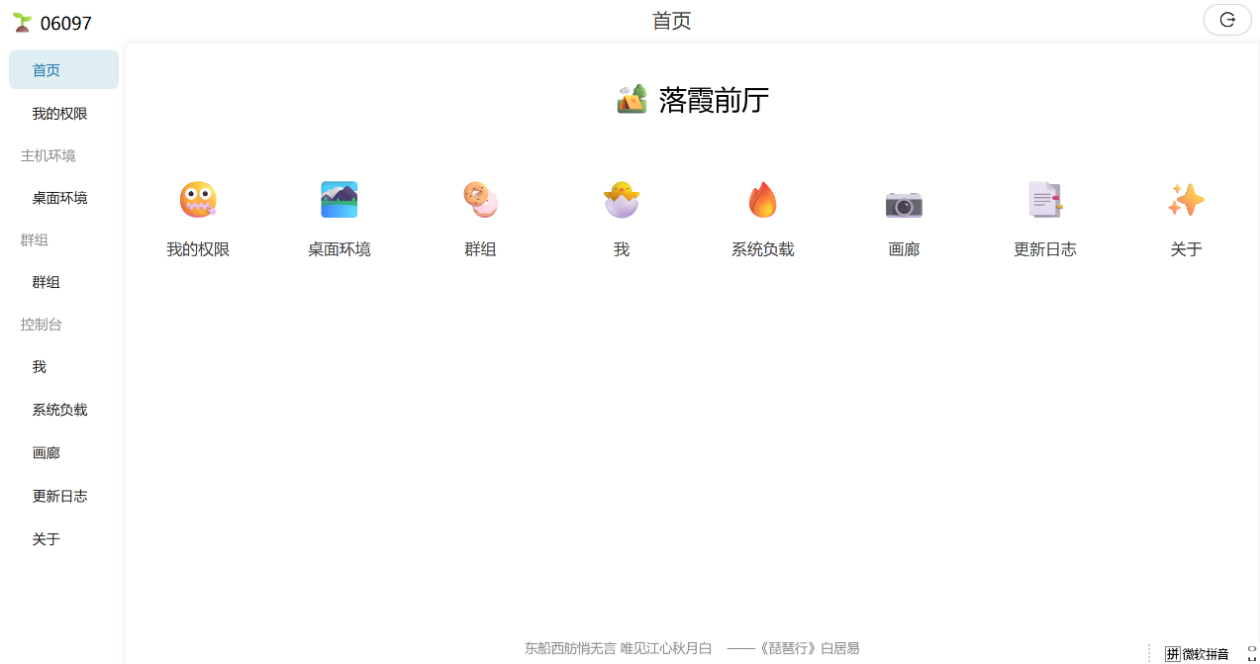 06097
首页
首页
我的权限
主机环境
桌面环境
群组
群组
控制台
我
系统负载
画廊
更新日志
关于
落霞前厅
我的权限 桌面环境 群组 我 系统负载 画廊 更新日志 关于
东船西舫悄无言 唯见江心秋月白 ——《琵琶行》白居易
拼 微软拼音